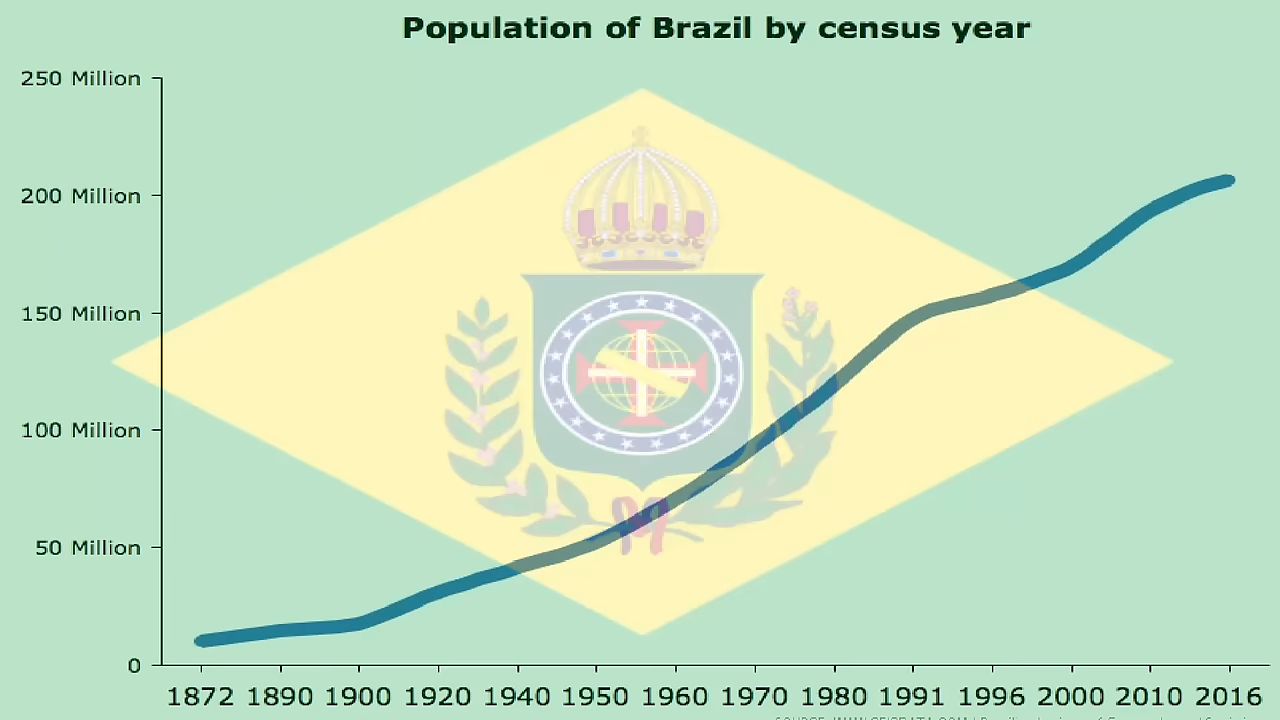 Population of Brazil by census year
250 Million
200 Million
150 Million
100 Million
50 Million
0
1872 1890 1900 1920 1940 1950 1960 1970 1980 1991 1996 2000 2010 2016